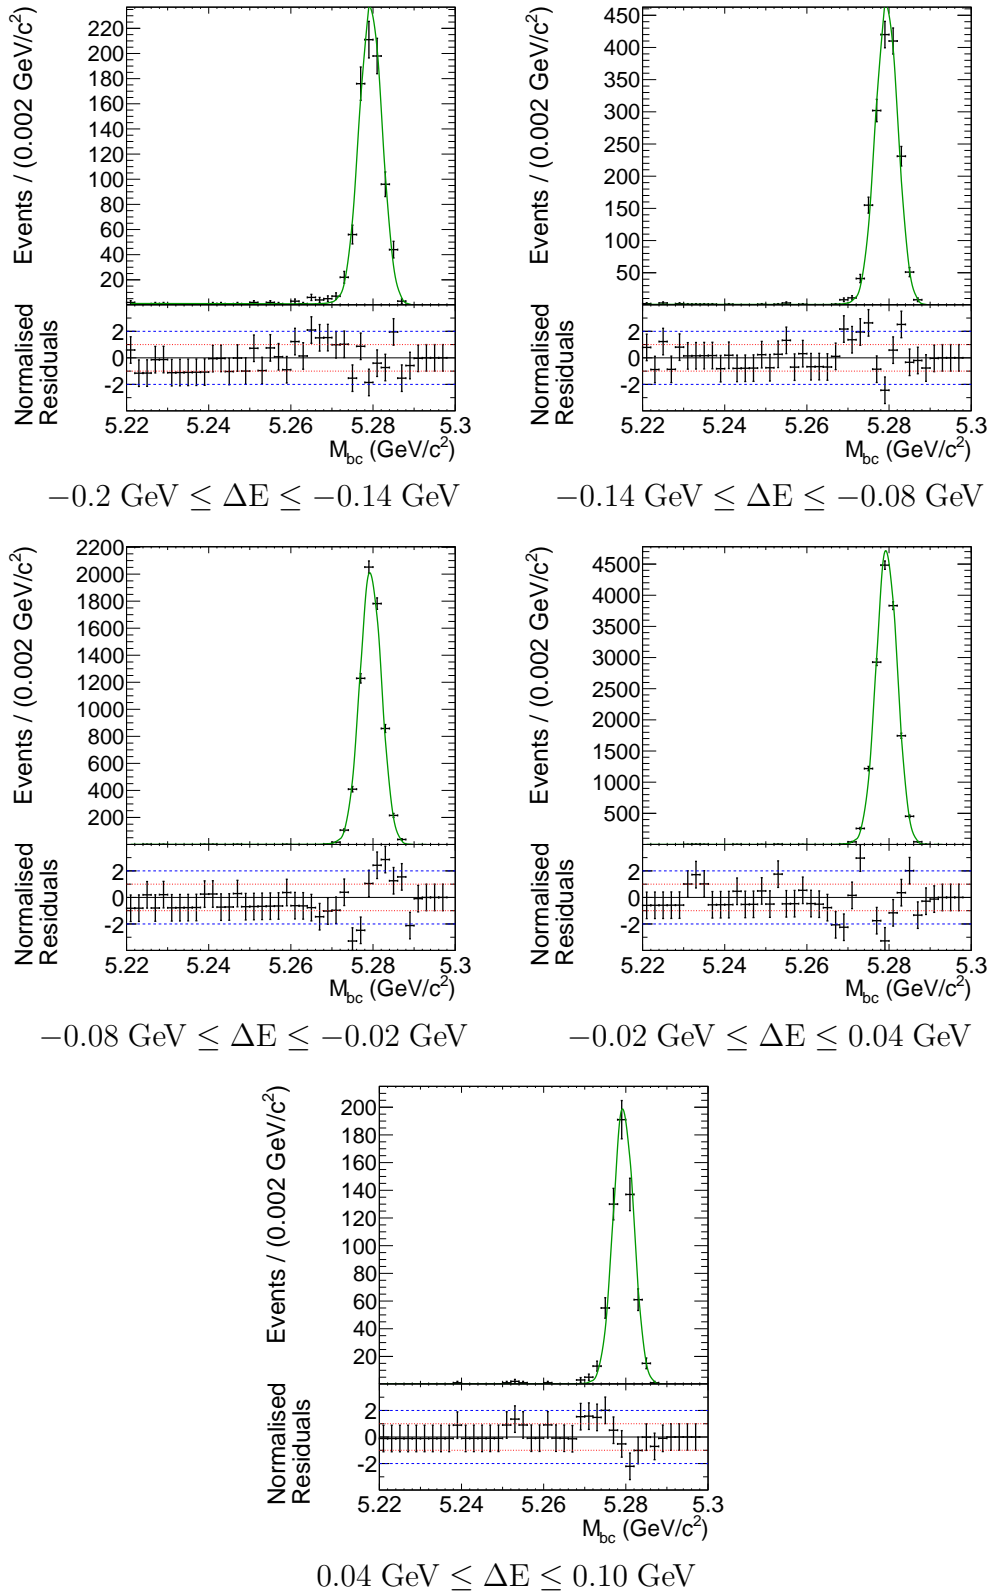 Events / (0.002 GeV/c²)
220
200
180
160
140
120
100
80
60
40
20
Normalised
Residuals
2
0
-2
5.22 5.24 5.26 5.28 5.3
M_bc (GeV/c²)
−0.2 GeV ≤ ΔE ≤ −0.14 GeV
Events / (0.002 GeV/c²)
450
400
350
300
250
200
150
100
50
Normalised
Residuals
2
0
-2
5.22 5.24 5.26 5.28 5.3
M_bc (GeV/c²)
−0.14 GeV ≤ ΔE ≤ −0.08 GeV
Events / (0.002 GeV/c²)
2200
2000
1800
1600
1400
1200
1000
800
600
400
200
Normalised
Residuals
2
0
-2
5.22 5.24 5.26 5.28 5.3
M_bc (GeV/c²)
−0.08 GeV ≤ ΔE ≤ −0.02 GeV
Events / (0.002 GeV/c²)
4500
4000
3500
3000
2500
2000
1500
1000
500
Normalised
Residuals
2
0
-2
5.22 5.24 5.26 5.28 5.3
M_bc (GeV/c²)
−0.02 GeV ≤ ΔE ≤ 0.04 GeV
Events / (0.002 GeV/c²)
200
180
160
140
120
100
80
60
40
20
Normalised
Residuals
2
0
-2
5.22 5.24 5.26 5.28 5.3
M_bc (GeV/c²)
0.04 GeV ≤ ΔE ≤ 0.10 GeV